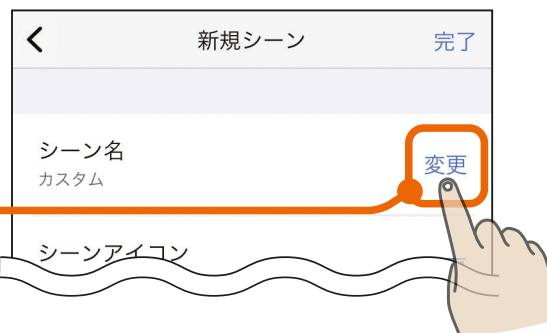 新規シーン 完了
シーン名
カスタム
変更
シーンアイコン